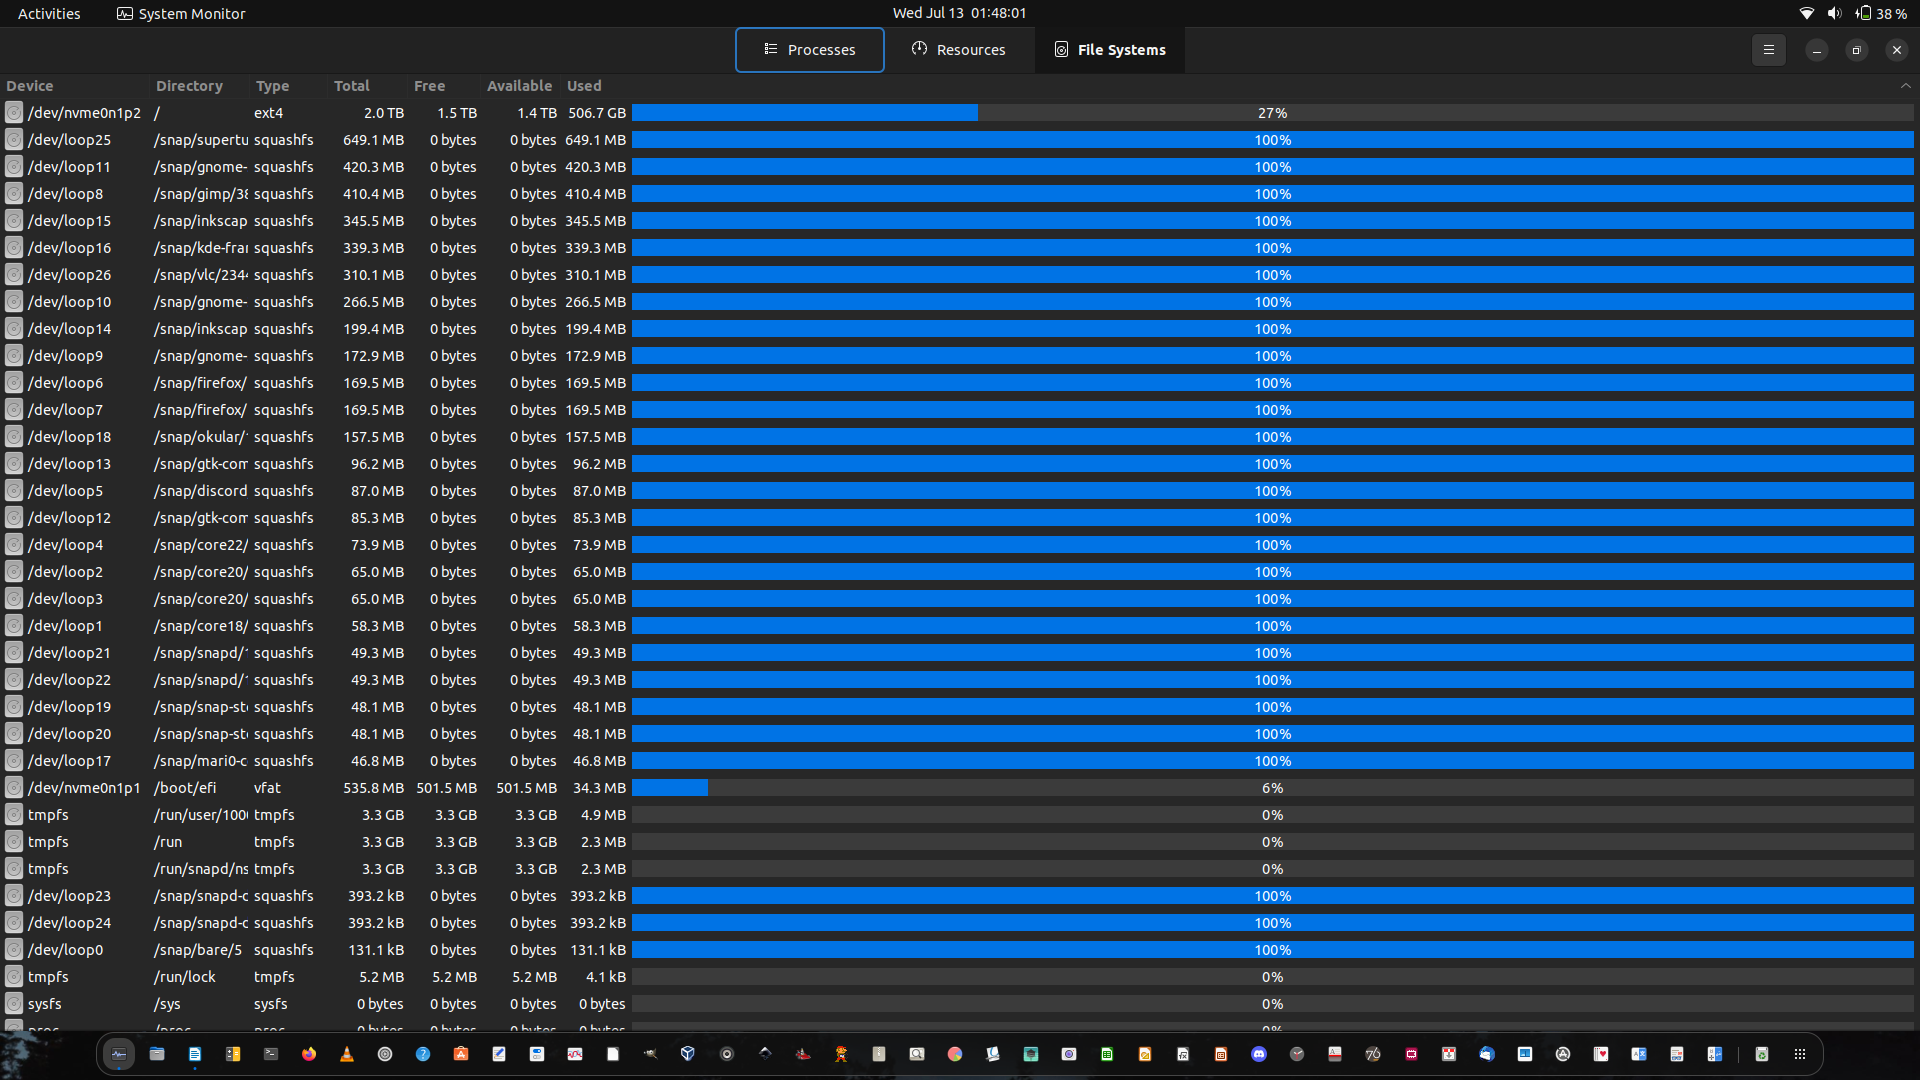 Activities System Monitor Wed Jul 13 01:48:01 38 %
Processes Resources File Systems
Device Directory Type Total Free Available Used
/dev/nvme0n1p2 / ext4 2.0 TB 1.5 TB 1.4 TB 506.7 GB 27%
/dev/loop25 /snap/supertu squashfs 649.1 MB 0 bytes 0 bytes 649.1 MB 100%
/dev/loop11 /snap/gnome- squashfs 420.3 MB 0 bytes 0 bytes 420.3 MB 100%
/dev/loop8 /snap/gimp/38 squashfs 410.4 MB 0 bytes 0 bytes 410.4 MB 100%
/dev/loop15 /snap/inkscap squashfs 345.5 MB 0 bytes 0 bytes 345.5 MB 100%
/dev/loop16 /snap/kde-frar squashfs 339.3 MB 0 bytes 0 bytes 339.3 MB 100%
/dev/loop26 /snap/vlc/2344 squashfs 310.1 MB 0 bytes 0 bytes 310.1 MB 100%
/dev/loop10 /snap/gnome- squashfs 266.5 MB 0 bytes 0 bytes 266.5 MB 100%
/dev/loop14 /snap/inkscap squashfs 199.4 MB 0 bytes 0 bytes 199.4 MB 100%
/dev/loop9 /snap/gnome- squashfs 172.9 MB 0 bytes 0 bytes 172.9 MB 100%
/dev/loop6 /snap/firefox/ squashfs 169.5 MB 0 bytes 0 bytes 169.5 MB 100%
/dev/loop7 /snap/firefox/ squashfs 169.5 MB 0 bytes 0 bytes 169.5 MB 100%
/dev/loop18 /snap/okular/ squashfs 157.5 MB 0 bytes 0 bytes 157.5 MB 100%
/dev/loop13 /snap/gtk-com squashfs 96.2 MB 0 bytes 0 bytes 96.2 MB 100%
/dev/loop5 /snap/discord squashfs 87.0 MB 0 bytes 0 bytes 87.0 MB 100%
/dev/loop12 /snap/gtk-com squashfs 85.3 MB 0 bytes 0 bytes 85.3 MB 100%
/dev/loop4 /snap/core22/ squashfs 73.9 MB 0 bytes 0 bytes 73.9 MB 100%
/dev/loop2 /snap/core20/ squashfs 65.0 MB 0 bytes 0 bytes 65.0 MB 100%
/dev/loop3 /snap/core20/ squashfs 65.0 MB 0 bytes 0 bytes 65.0 MB 100%
/dev/loop1 /snap/core18/ squashfs 58.3 MB 0 bytes 0 bytes 58.3 MB 100%
/dev/loop21 /snap/snapd/ squashfs 49.3 MB 0 bytes 0 bytes 49.3 MB 100%
/dev/loop22 /snap/snapd/ squashfs 49.3 MB 0 bytes 0 bytes 49.3 MB 100%
/dev/loop19 /snap/snap-sto squashfs 48.1 MB 0 bytes 0 bytes 48.1 MB 100%
/dev/loop20 /snap/snap-sto squashfs 48.1 MB 0 bytes 0 bytes 48.1 MB 100%
/dev/loop17 /snap/mari0-c squashfs 46.8 MB 0 bytes 0 bytes 46.8 MB 100%
/dev/nvme0n1p1 /boot/efi vfat 535.8 MB 501.5 MB 501.5 MB 34.3 MB 6%
tmpfs /run/user/1000 tmpfs 3.3 GB 3.3 GB 3.3 GB 4.9 MB 0%
tmpfs /run tmpfs 3.3 GB 3.3 GB 3.3 GB 2.3 MB 0%
tmpfs /run/snapd/ns tmpfs 3.3 GB 3.3 GB 3.3 GB 2.3 MB 0%
/dev/loop23 /snap/snapd-c squashfs 393.2 kB 0 bytes 0 bytes 393.2 kB 100%
/dev/loop24 /snap/snapd-c squashfs 393.2 kB 0 bytes 0 bytes 393.2 kB 100%
/dev/loop0 /snap/bare/5 squashfs 131.1 kB 0 bytes 0 bytes 131.1 kB 100%
tmpfs /run/lock tmpfs 5.2 MB 5.2 MB 5.2 MB 4.1 kB 0%
sysfs /sys sysfs 0 bytes 0 bytes 0 bytes 0 bytes 0%
proc /proc proc 0 bytes 0 bytes 0 bytes 0 bytes 0%